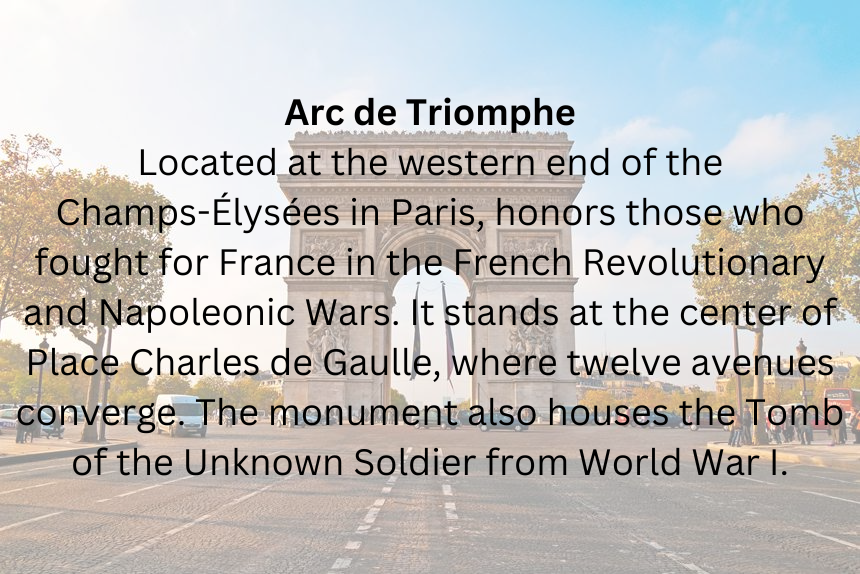 Arc de Triomphe
Located at the western end of the
Champs-Élysées in Paris, honors those who
fought for France in the French Revolutionary
and Napoleonic Wars. It stands at the center of
Place Charles de Gaulle, where twelve avenues
converge. The monument also houses the Tomb
of the Unknown Soldier from World War I.